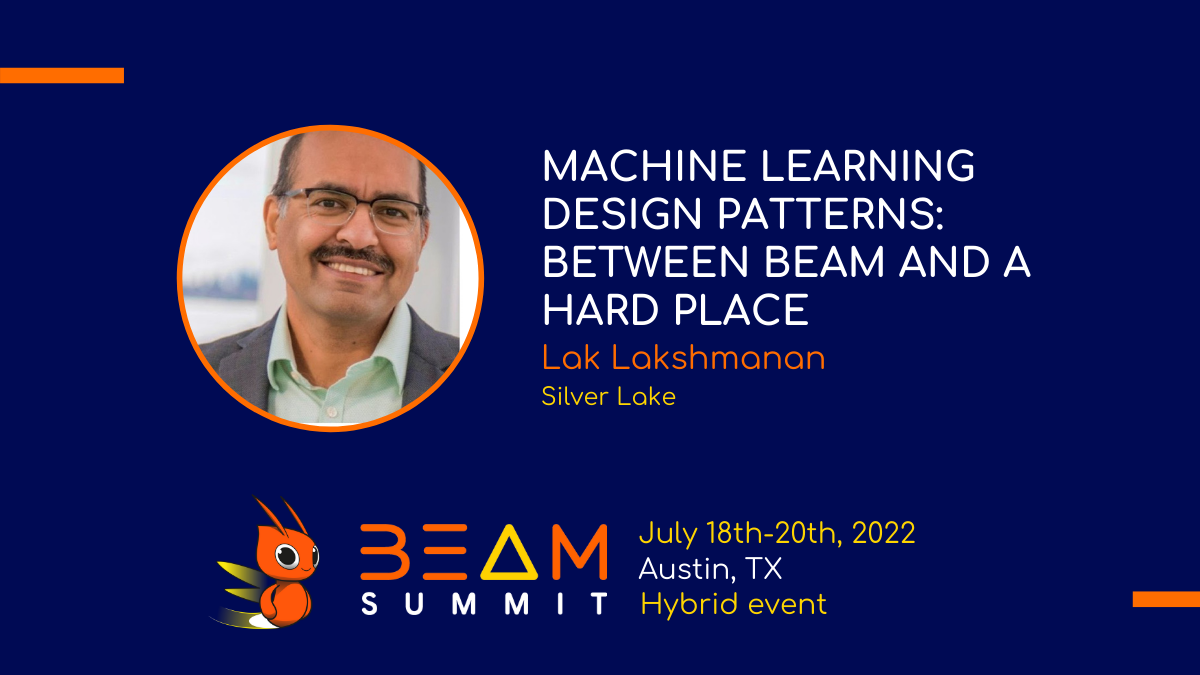 MACHINE LEARNING
DESIGN PATTERNS:
BETWEEN BEAM AND A
HARD PLACE
Lak Lakshmanan
Silver Lake
BEAM
SUMMIT
July 18th-20th, 2022
Austin, TX
Hybrid event